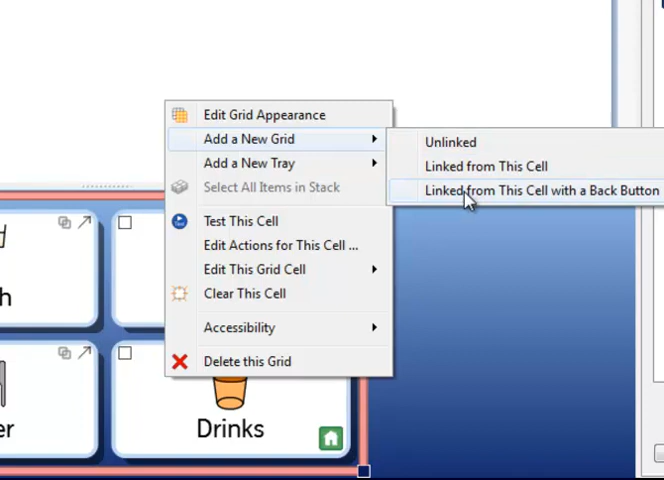 Edit Grid Appearance
Add a New Grid
Unlinked
Add a New Tray
Linked from This Cell
Select All Items in Stack
Linked from This Cell with a Back Button
Test This Cell
Edit Actions for This Cell ...
Edit This Grid Cell
Clear This Cell
Accessibility
Delete this Grid
h
er
Drinks